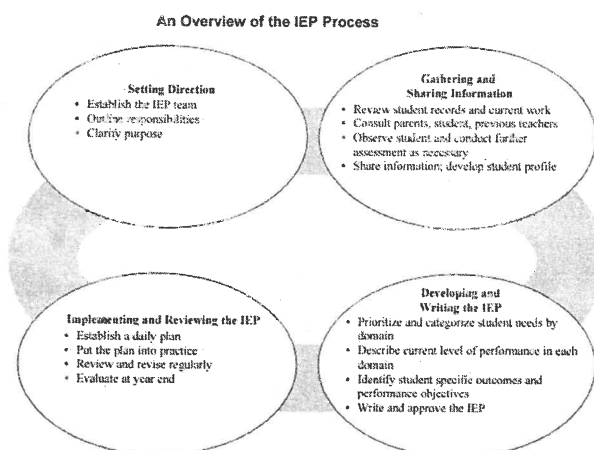 An Overview of the IEP Process
Setting Direction
• Establish the IEP team
• Outline responsibilities
• Clarify purpose
Gathering and
Sharing Information
• Review student records and current work
• Consult parents, student, previous teachers
• Observe student and conduct further
assessment as necessary
• Share information; develop student profile
Implementing and Reviewing the IEP
• Establish a daily plan
• Put the plan into practice
• Review and revise regularly
• Evaluate at year end
Developing and
Writing the IEP
• Prioritize and categorize student needs by
domain
• Describe current level of performance in each
domain
• Identify student specific outcomes and
performance objectives
• Write and approve the IEP